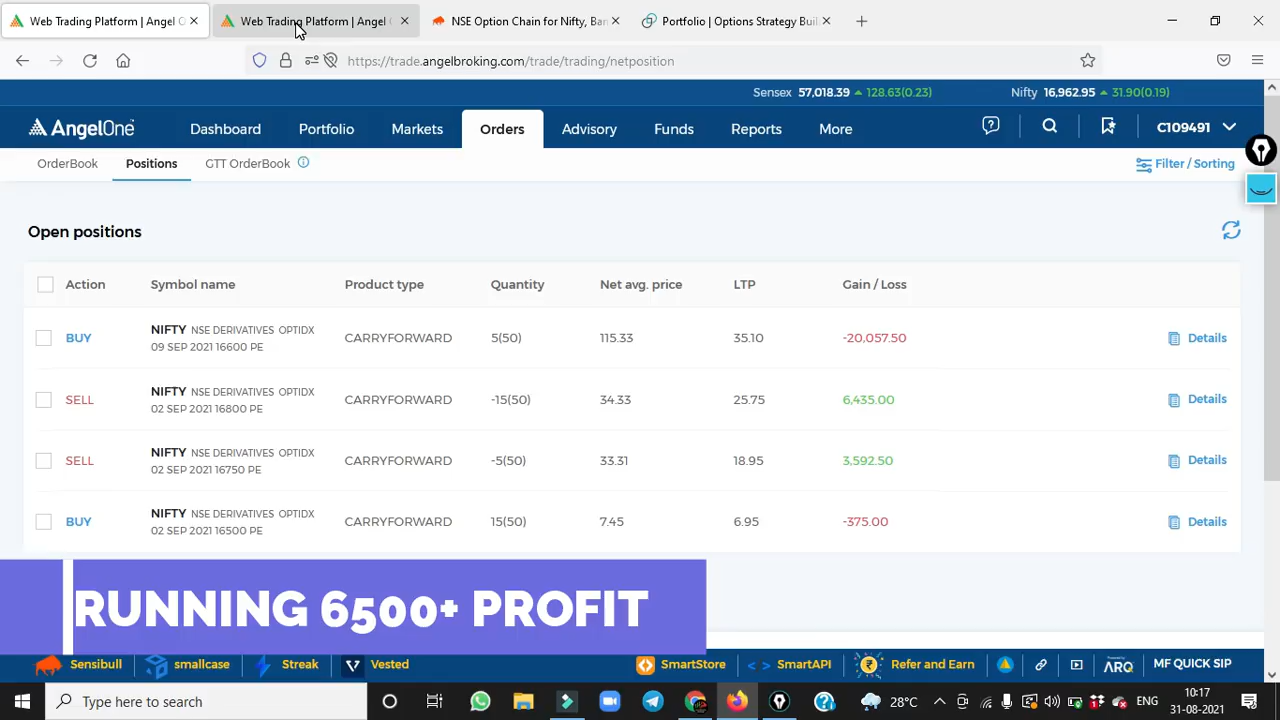 Web Trading Platform | Angel O
Web Trading Platform | Angel
NSE Option Chain for Nifty, Ban
Portfolio | Options Strategy Buil
https://trade.angelbroking.com/trade/trading/netposition
Sensex 57,018.39 128.63(0.23)
Nifty 16,962.95 31.90(0.19)
AngelOne
Dashboard
Portfolio
Markets
Orders
Advisory
Funds
Reports
More
C109491
OrderBook
Positions
GTT OrderBook
Filter / Sorting
Open positions
Action Symbol name Product type Quantity Net avg. price LTP Gain / Loss
BUY NIFTY NSE DERIVATIVES OPTIDX CARRYFORWARD 5(50) 115.33 35.10 -20,057.50 Details
09 SEP 2021 16600 PE
SELL NIFTY NSE DERIVATIVES OPTIDX CARRYFORWARD -15(50) 34.33 25.75 6,435.00 Details
02 SEP 2021 16800 PE
SELL NIFTY NSE DERIVATIVES OPTIDX CARRYFORWARD -5(50) 33.31 18.95 3,592.50 Details
02 SEP 2021 16750 PE
BUY NIFTY NSE DERIVATIVES OPTIDX CARRYFORWARD 15(50) 7.45 6.95 -375.00 Details
02 SEP 2021 16500 PE
RUNNING 6500+ PROFIT
Sensibull
smallcase
Streak
Vested
SmartStore
SmartAPI
Refer and Earn
ARQ
MF QUICK SIP
Type here to search
28°C
ENG
10:17
31-08-2021